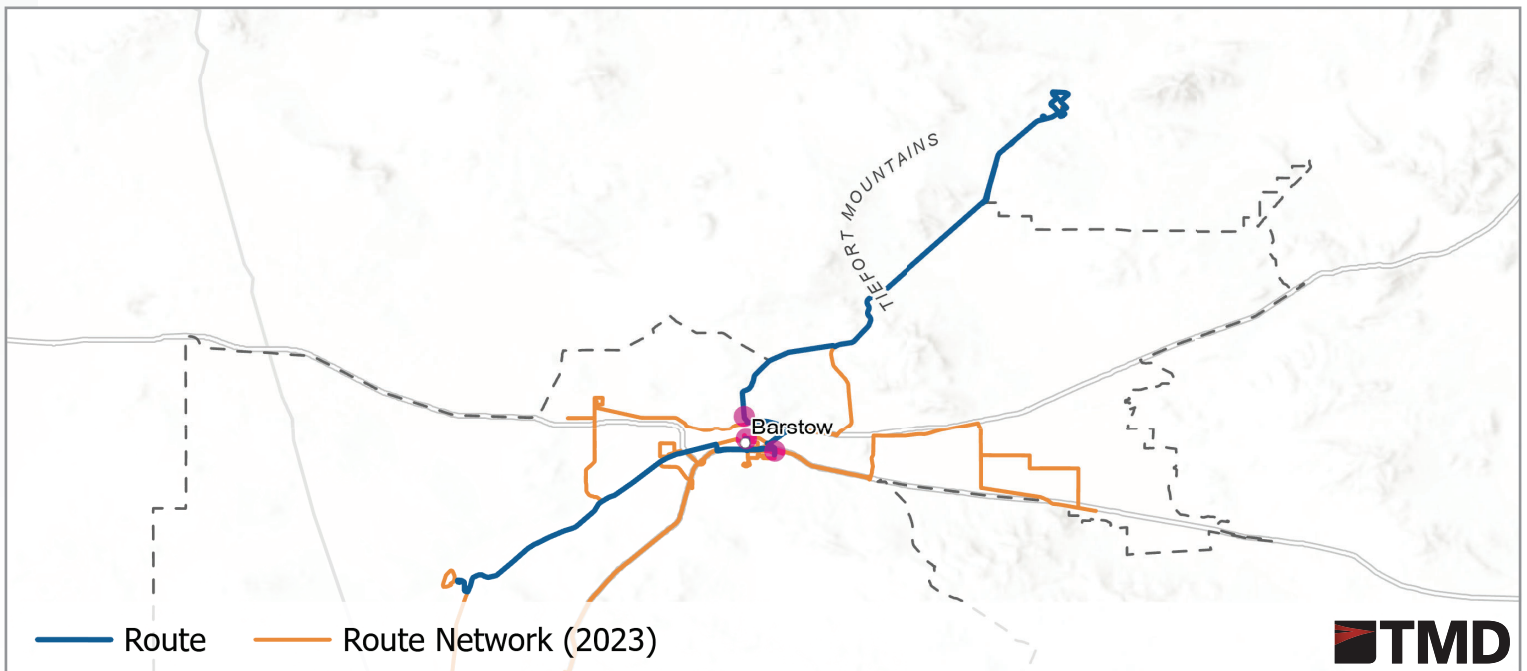 TIEFORT MOUNTAINS
Barstow
Route
Route Network (2023)
TMD